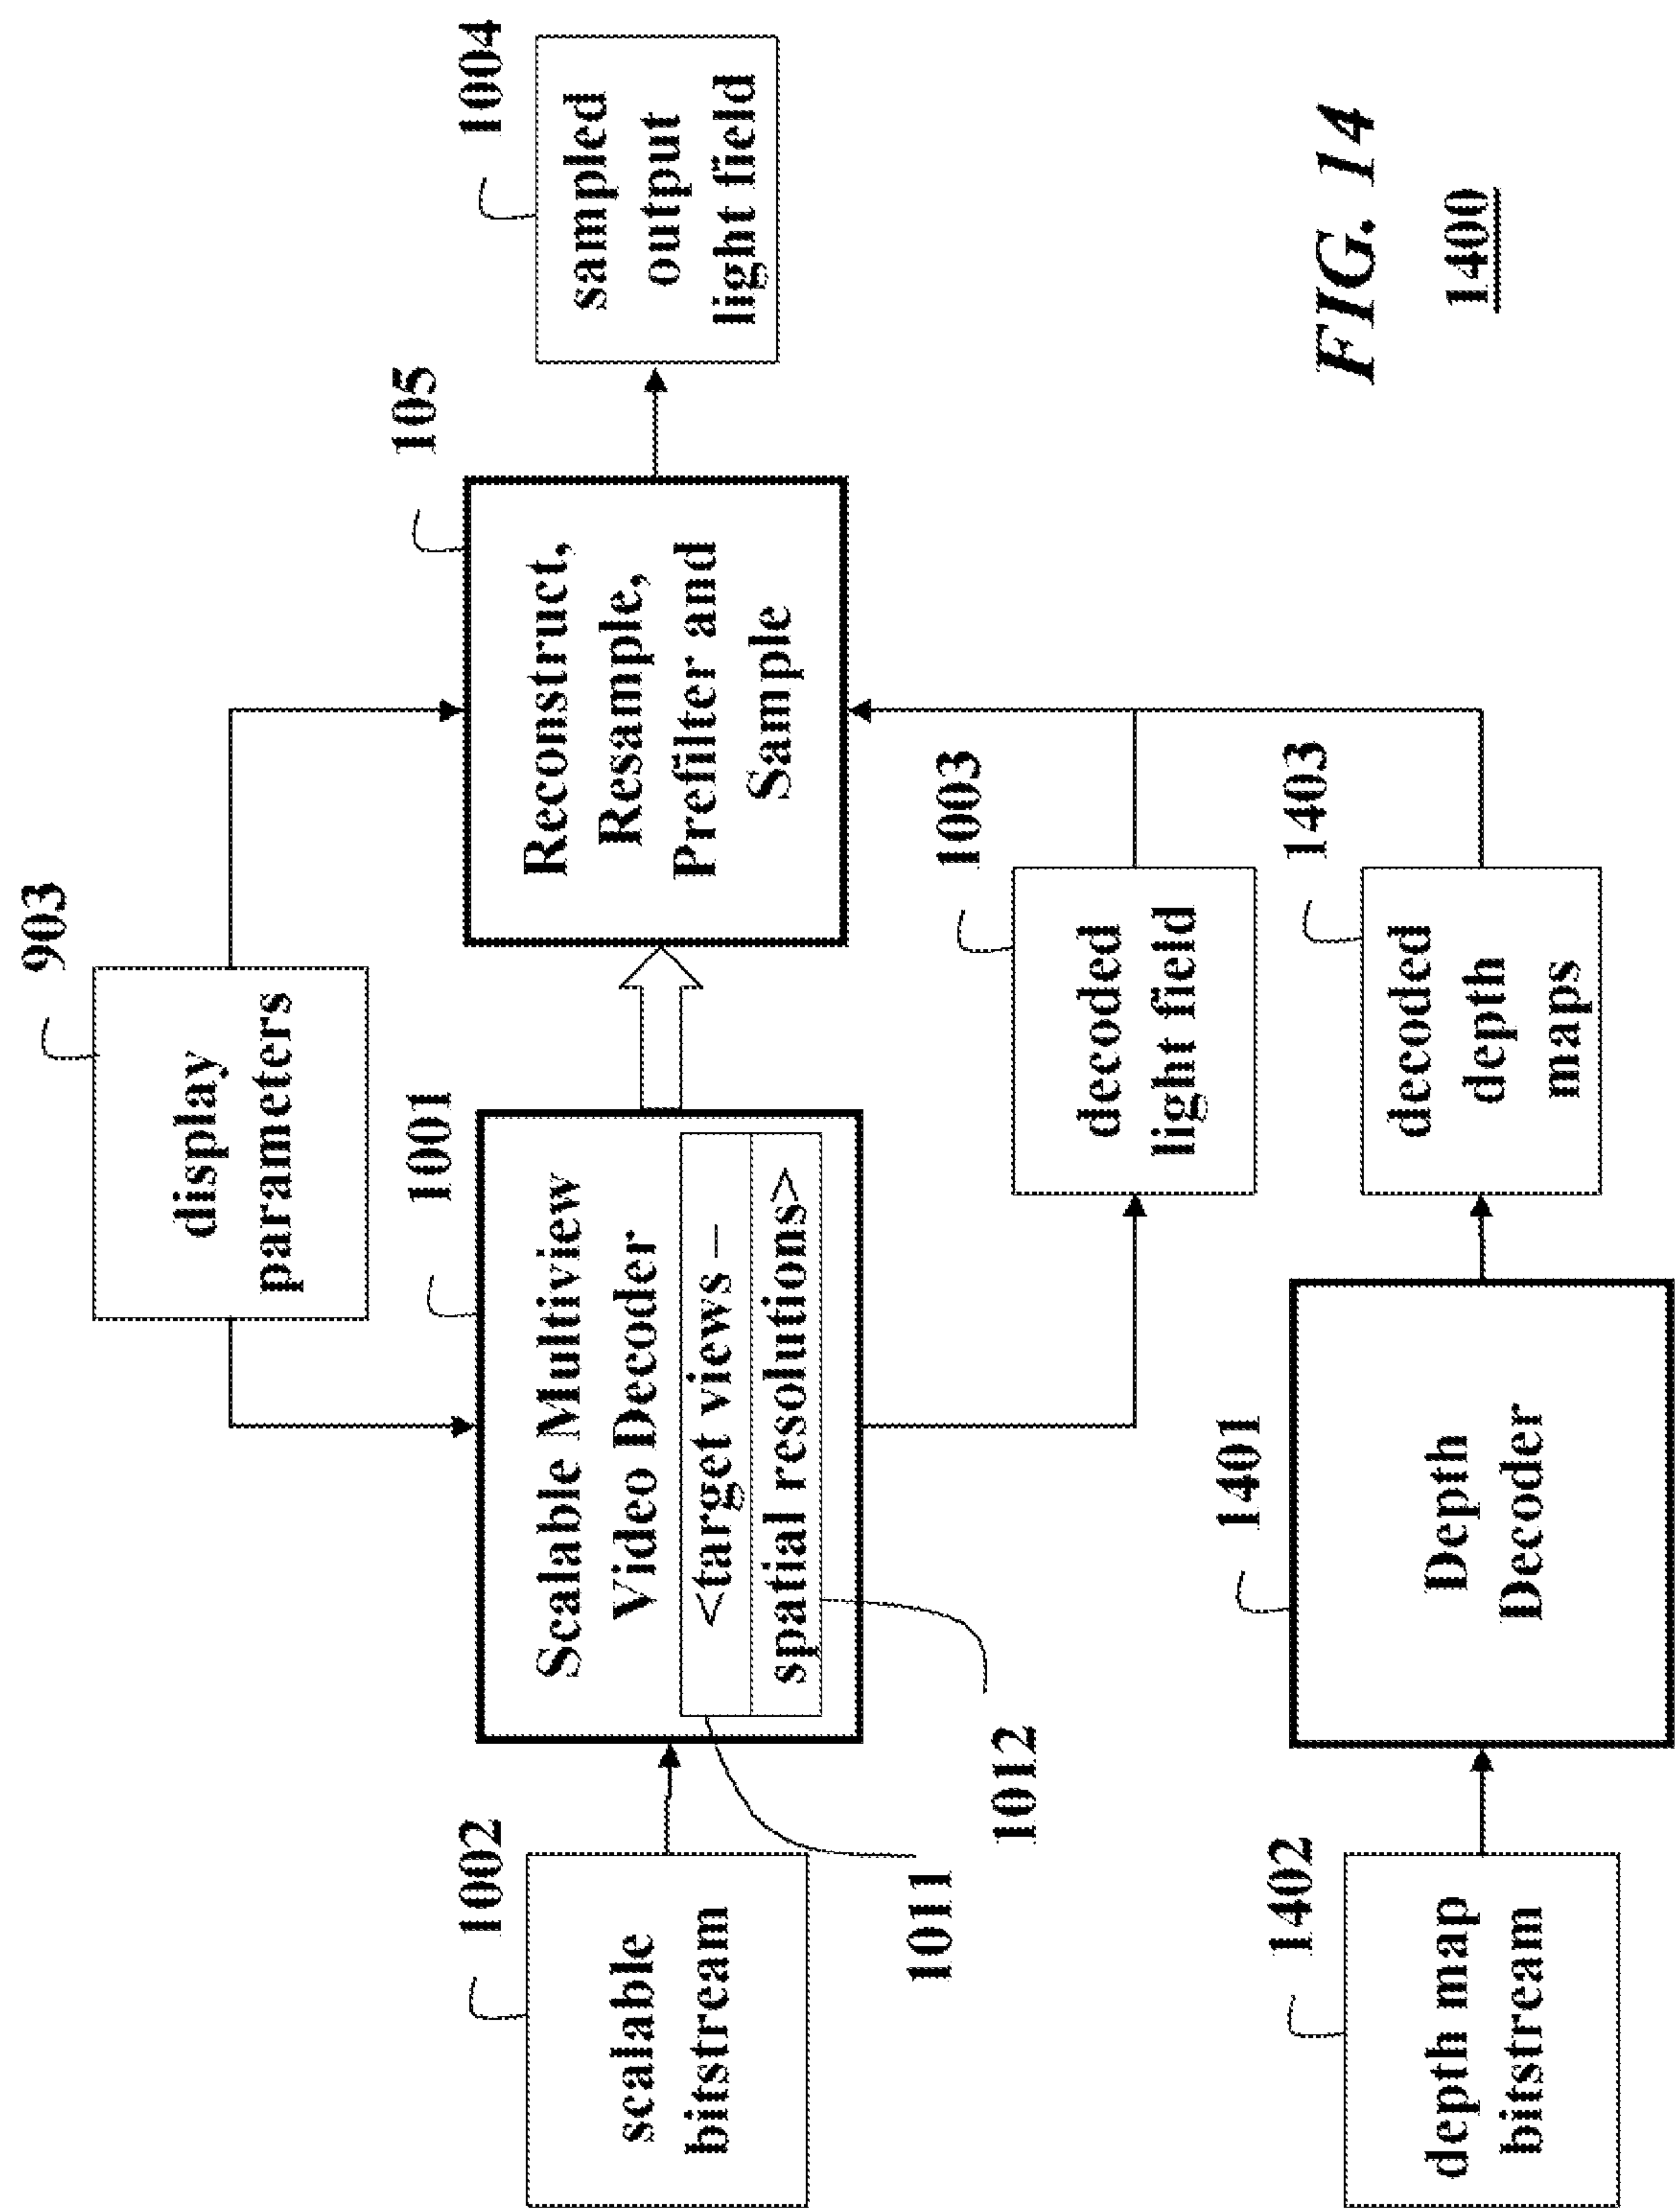 903
display
parameters
1002
scalable
bitstream
1001
Scalable Multiview
Video Decoder
<target views –
spatial resolutions>
105
Reconstruct,
Resample,
Prefilter and
Sample
1004
sampled
output
light field
1011
1012
1003
decoded
light field
1402
depth map
bitstream
1401
Depth
Decoder
1403
decoded
depth
maps
FIG. 14
1400